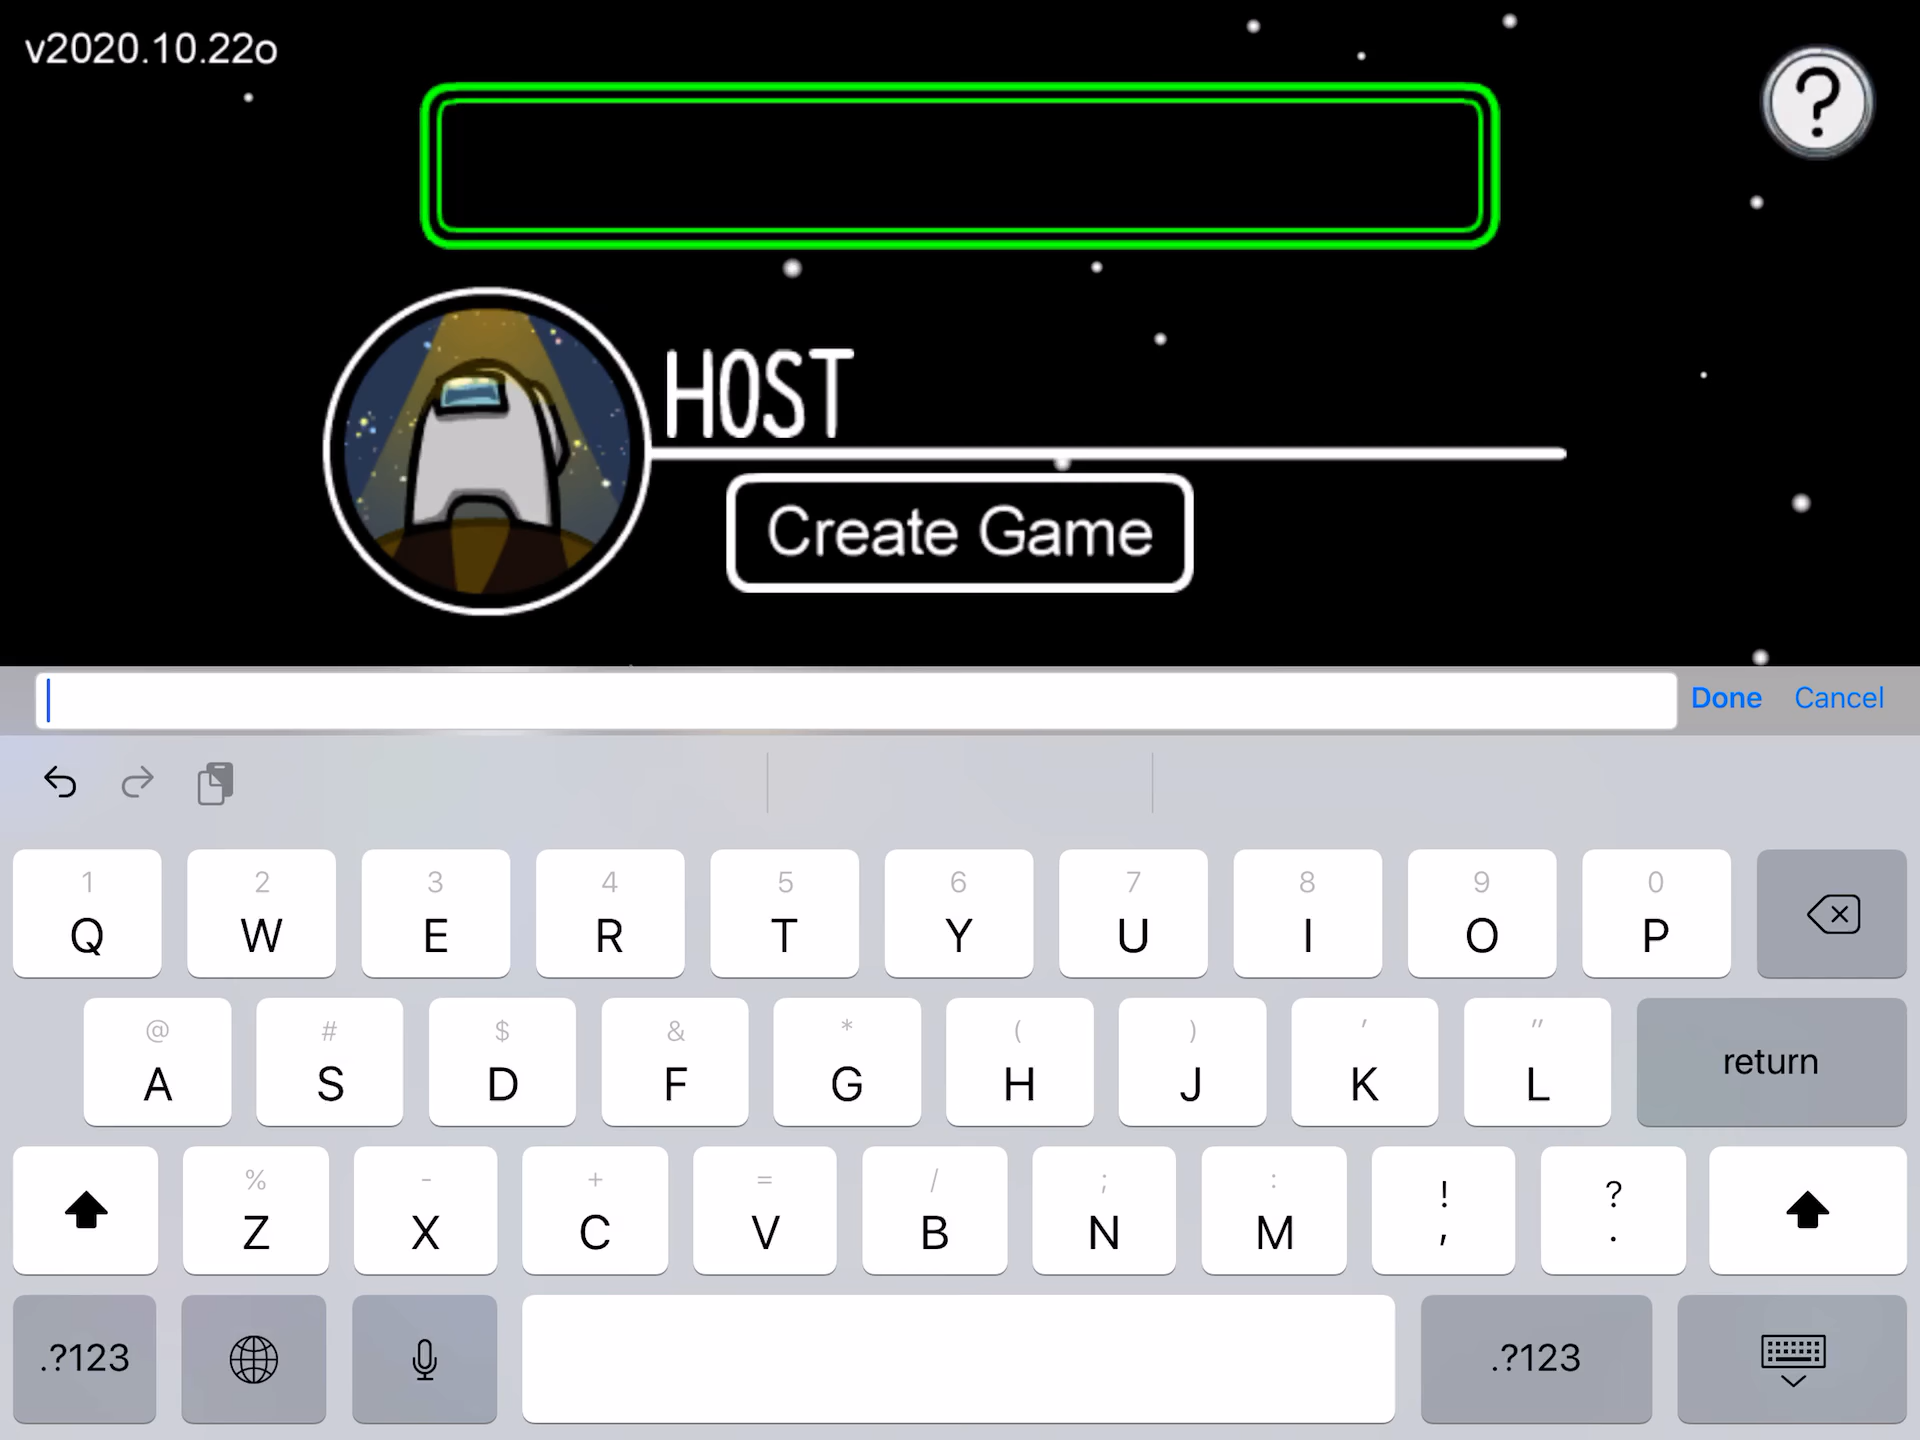 v2020.10.22o
?
HOST
Create Game
Done Cancel
1 2 3 4 5 6 7 8 9 0
Q W E R T Y U I O P
@ # $ & * ( ) ' "
A S D F G H J K L return
% - + = / ; : ! ?
Z X C V B N M , .
.?123 .?123